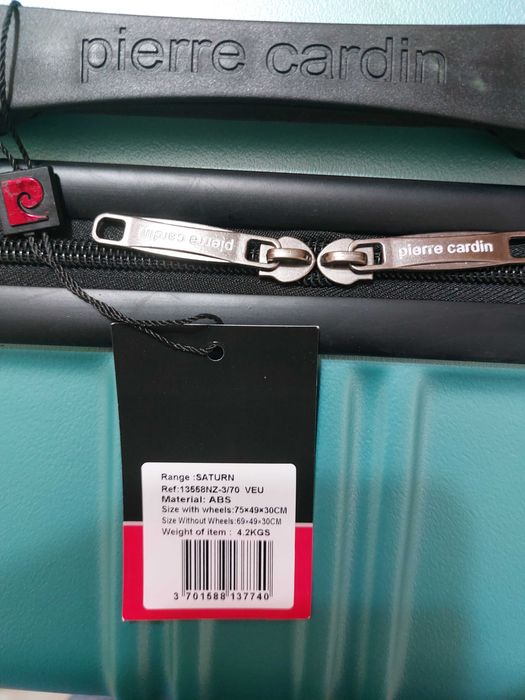 pierre cardin
pierre cardin
pierre cardin
Range :SATURN
Ref:13558NZ-3/70 VEU
Material: ABS
Size with wheels:75×49×30CM
Size Without Wheels:69×49×30CM
Weight of item : 4.2KGS
3 701588 137740